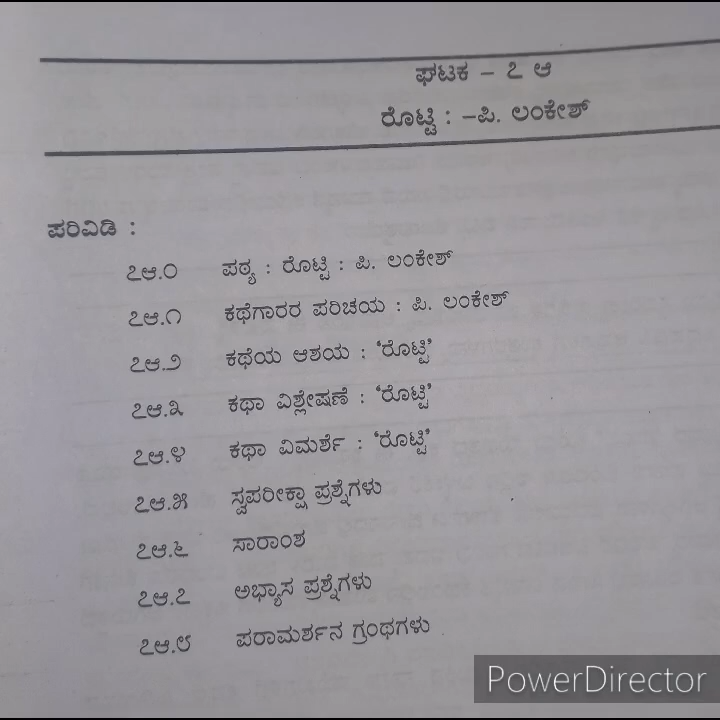 ಘಟಕ – ೭ ಆ
ರೊಟ್ಟಿ : –ಪಿ. ಲಂಕೇಶ್
ಪರಿವಿಡಿ :
೭ಆ.೦ ಪಠ್ಯ : ರೊಟ್ಟಿ : ಪಿ. ಲಂಕೇಶ್
೭ಆ.೧ ಕಥೆಗಾರರ ಪರಿಚಯ : ಪಿ. ಲಂಕೇಶ್
೭ಆ.೨ ಕಥೆಯ ಆಶಯ : 'ರೊಟ್ಟಿ'
೭ಆ.೩ ಕಥಾ ವಿಶ್ಲೇಷಣೆ : 'ರೊಟ್ಟಿ'
೭ಆ.೪ ಕಥಾ ವಿಮರ್ಶೆ : 'ರೊಟ್ಟಿ'
೭ಆ.೫ ಸ್ವಪರೀಕ್ಷಾ ಪ್ರಶ್ನೆಗಳು
೭ಆ.೬ ಸಾರಾಂಶ
೭ಆ.೭ ಅಭ್ಯಾಸ ಪ್ರಶ್ನೆಗಳು
೭ಆ.೮ ಪರಾಮರ್ಶನ ಗ್ರಂಥಗಳು
PowerDirector